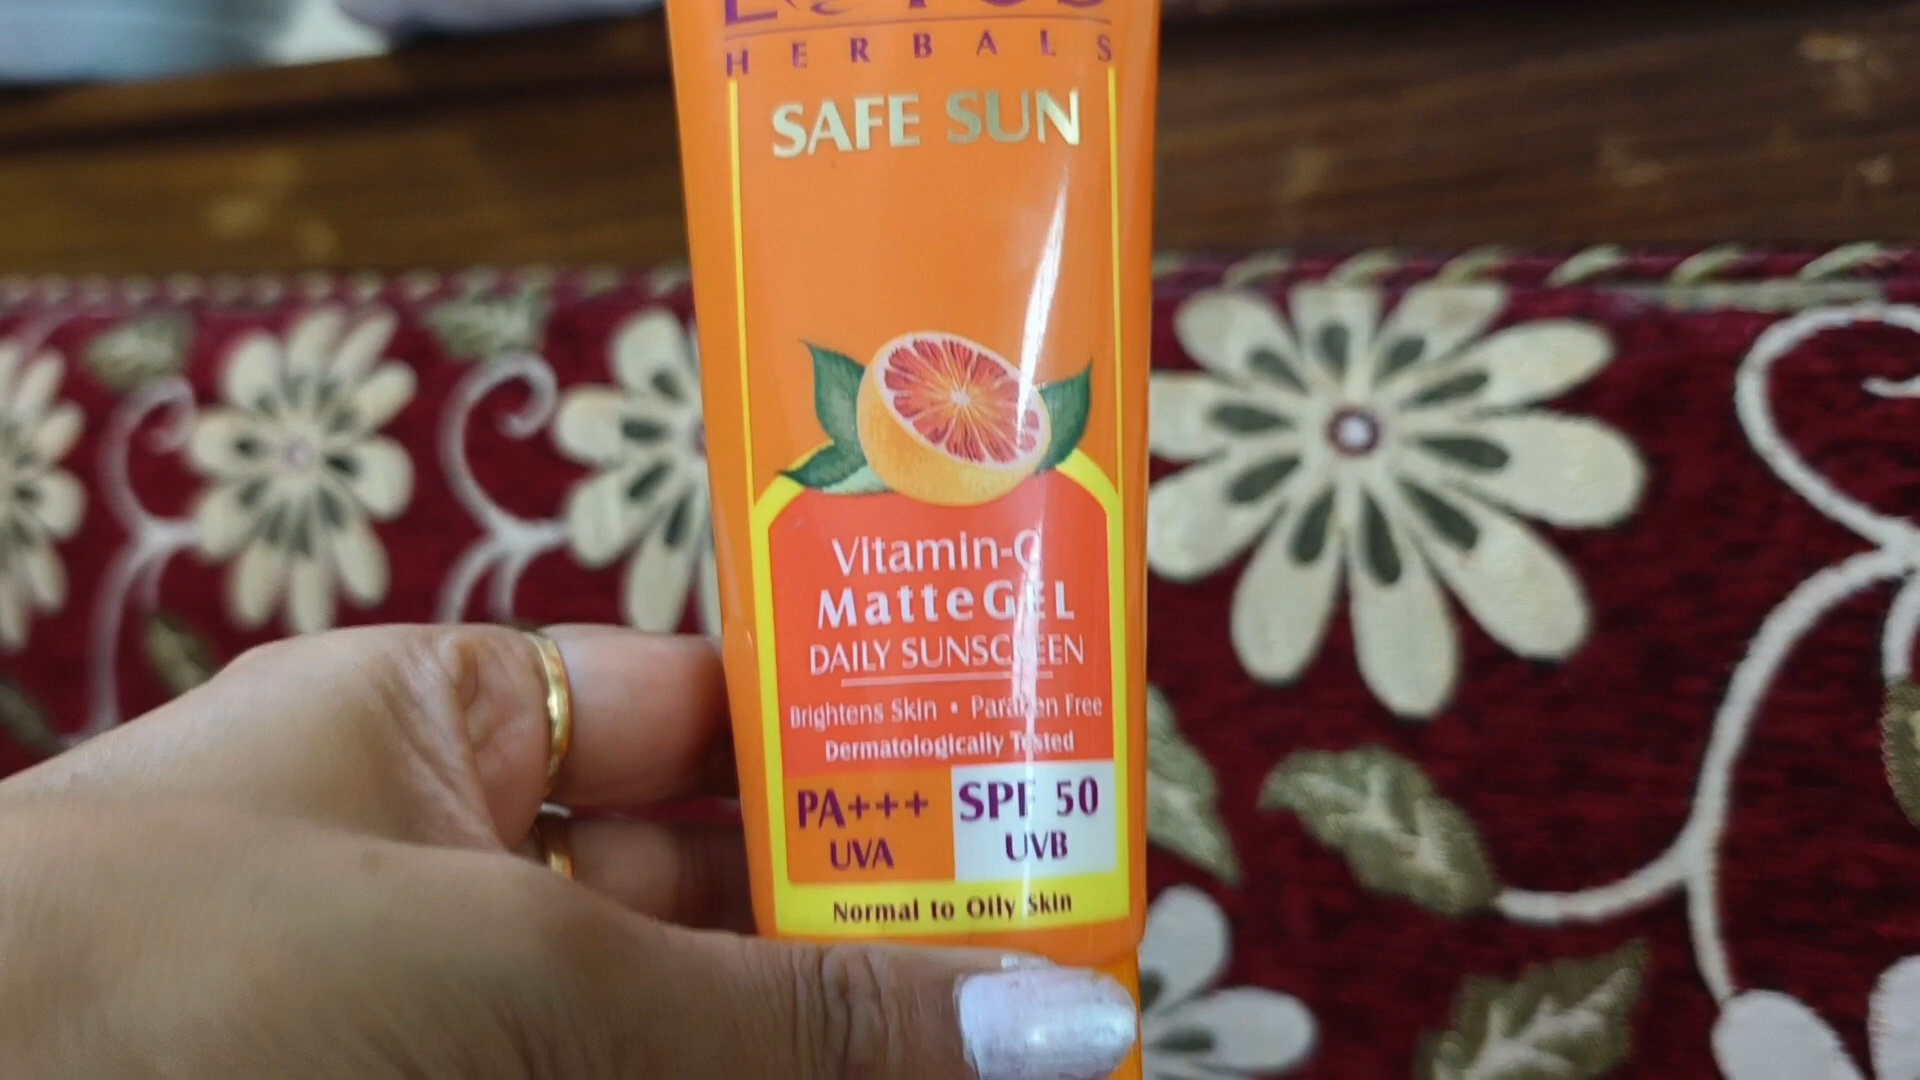 LOTUS
HERBALS
SAFE SUN
Vitamin-C
MatteGEL
DAILY SUNSCREEN
Brightens Skin • Paraben Free
Dermatologically Tested
PA+++ SPF 50
UVA UVB
Normal to Oily Skin